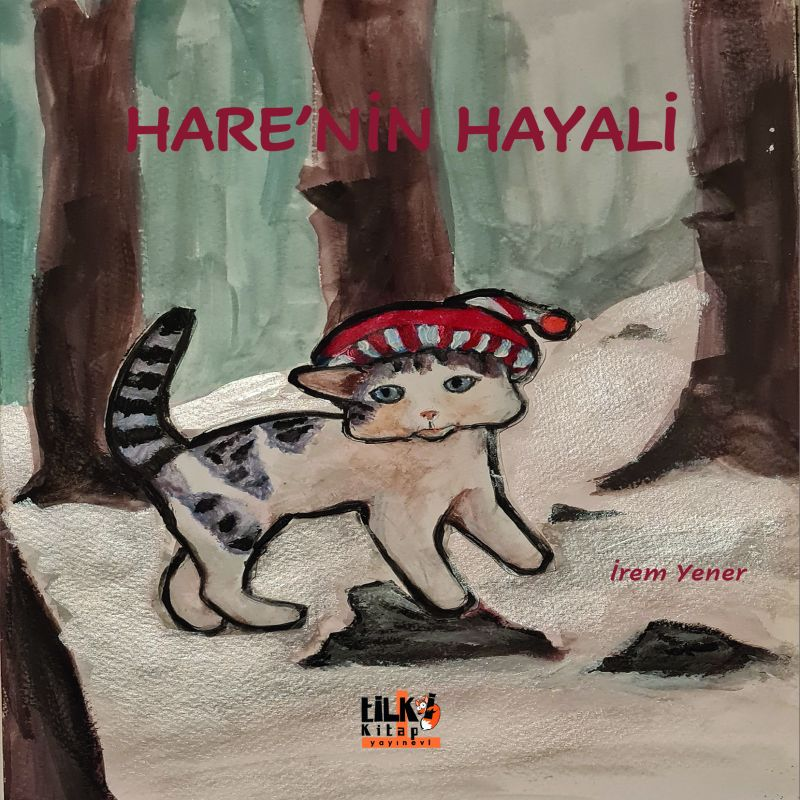 HARE'NİN HAYALİ
İrem Yener
tiLKi
Kitap
yayınevi